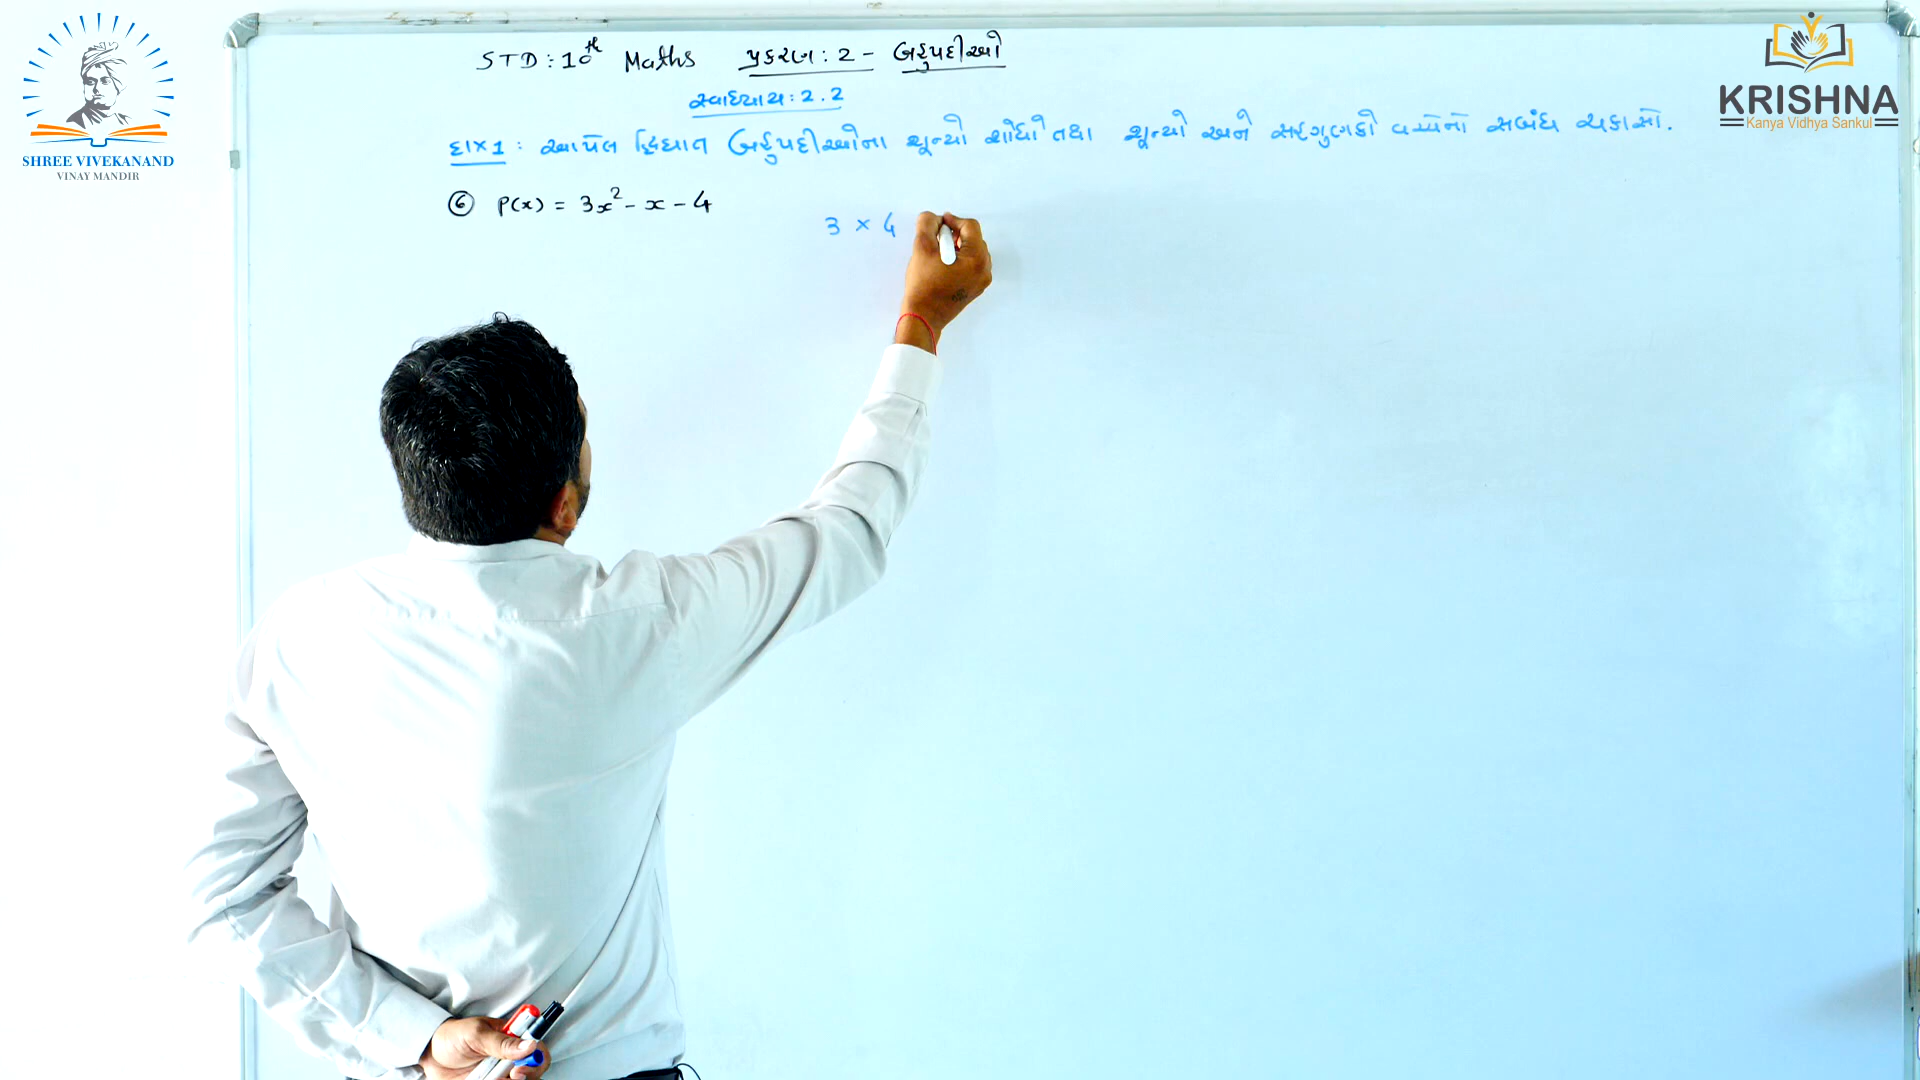 SHREE VIVEKANAND
VINAY MANDIR
KRISHNA
Kanya Vidhya Sankul
STD : 10th Maths પ્રકરણ : 2 - બહુપદીઓ
સ્વાધ્યાય : 2.2
દાખ 1 : આપેલ દ્વિઘાત બહુપદીઓના શૂન્યો શોધો તથા શૂન્યો અને સહગુણકો વચ્ચેનો સબંધ ચકાસો.
⑥ P(x) = 3x² - x - 4
3 × 4